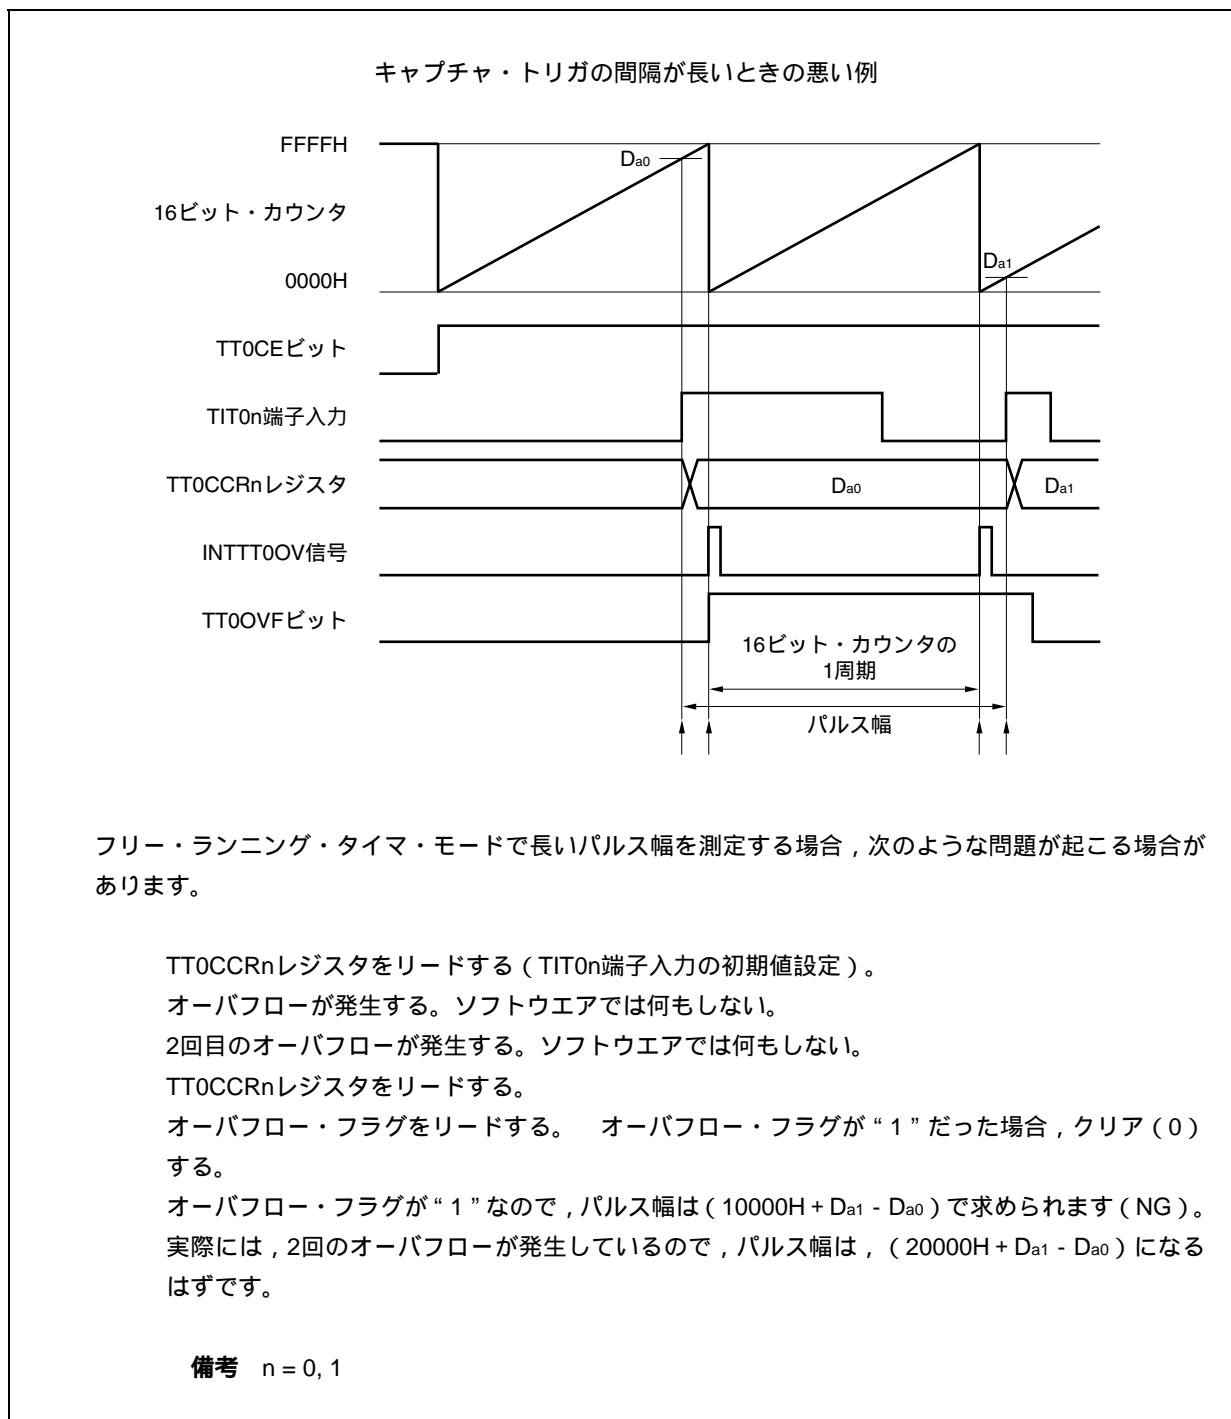 キャプチャ・トリガの間隔が長いときの悪い例
FFFFH
Da0
16ビット・カウンタ
Da1
0000H
TT0CEビット
TIT0n端子入力
TT0CCRnレジスタ
Da0
Da1
INTTT0OV信号
TT0OVFビット
16ビット・カウンタの
1周期
パルス幅
フリー・ランニング・タイマ・モードで長いパルス幅を測定する場合，次のような問題が起こる場合が
あります。
TT0CCRnレジスタをリードする（TIT0n端子入力の初期値設定）。
オーバフローが発生する。ソフトウエアでは何もしない。
2回目のオーバフローが発生する。ソフトウエアでは何もしない。
TT0CCRnレジスタをリードする。
オーバフロー・フラグをリードする。　オーバフロー・フラグが“1”だった場合，クリア（0）
する。
オーバフロー・フラグが“1”なので，パルス幅は（10000H + Da1 - Da0）で求められます（NG）。
実際には，2回のオーバフローが発生しているので，パルス幅は，（20000H + Da1 - Da0）になる
はずです。
備考　n = 0, 1